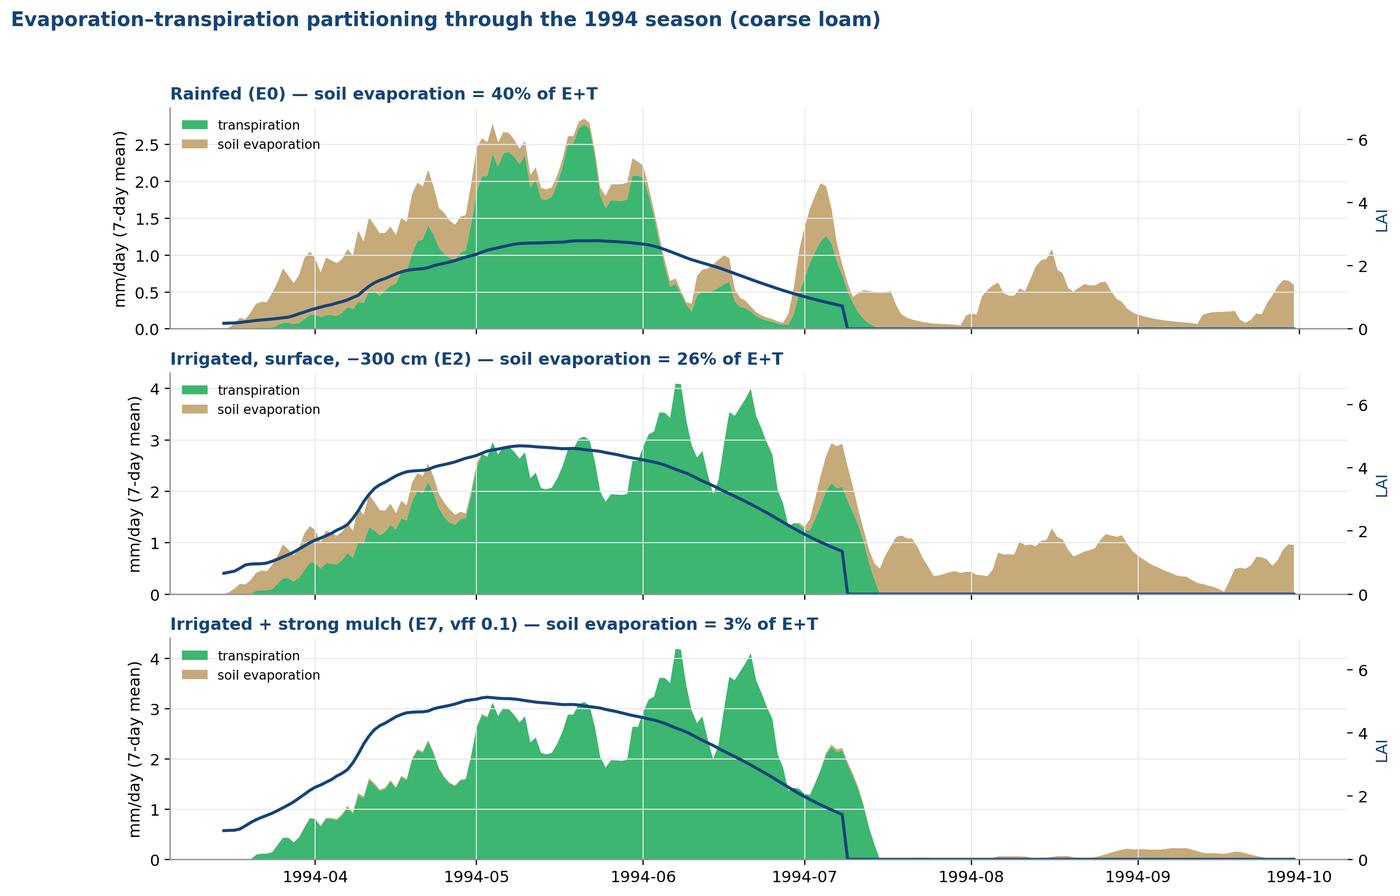 Evaporation–transpiration partitioning through the 1994 season (coarse loam)
Rainfed (E0) — soil evaporation = 40% of E+T
transpiration
soil evaporation
mm/day (7-day mean)
2.5
2.0
1.5
1.0
0.5
0.0
6
4
2
0
LAI
Irrigated, surface, −300 cm (E2) — soil evaporation = 26% of E+T
transpiration
soil evaporation
mm/day (7-day mean)
4
3
2
1
0
6
4
2
0
LAI
Irrigated + strong mulch (E7, vff 0.1) — soil evaporation = 3% of E+T
transpiration
soil evaporation
mm/day (7-day mean)
4
3
2
1
0
6
4
2
0
LAI
1994-04 1994-05 1994-06 1994-07 1994-08 1994-09 1994-10